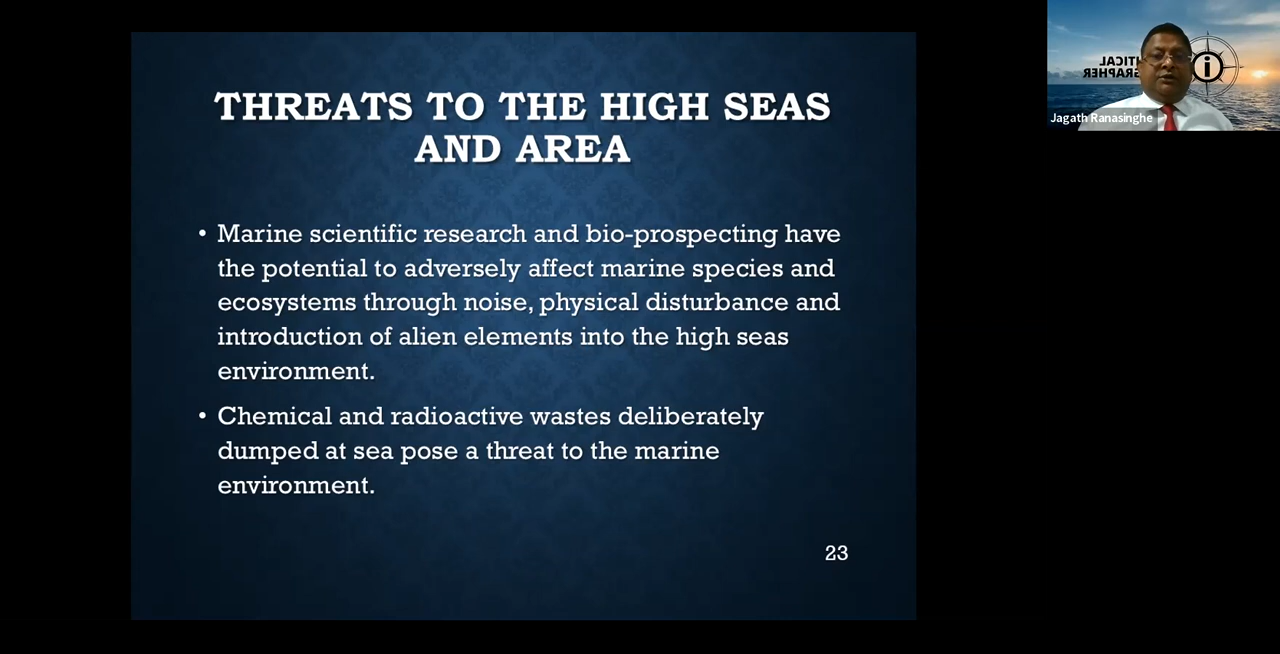 THREATS TO THE HIGH SEAS
AND AREA
• Marine scientific research and bio-prospecting have
the potential to adversely affect marine species and
ecosystems through noise, physical disturbance and
introduction of alien elements into the high seas
environment.
• Chemical and radioactive wastes deliberately
dumped at sea pose a threat to the marine
environment.
23
Jagath Ranasinghe